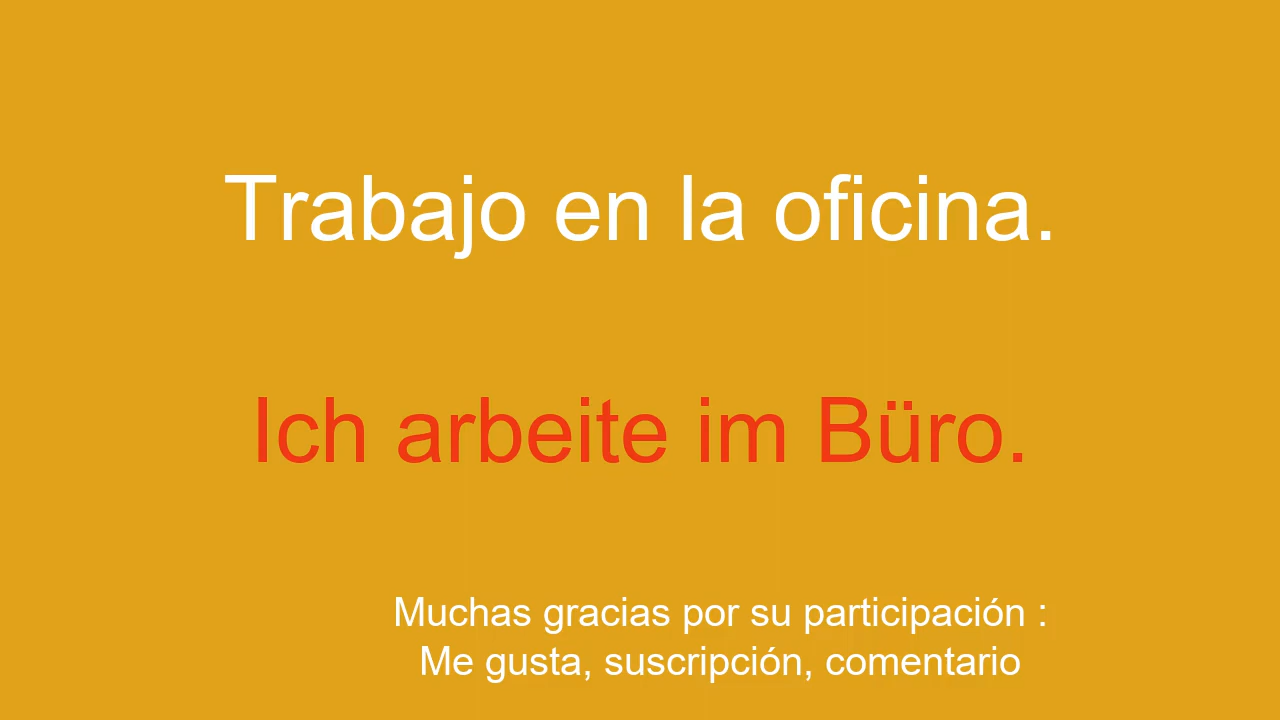 Trabajo en la oficina.
Ich arbeite im Büro.
Muchas gracias por su participación :
Me gusta, suscripción, comentario